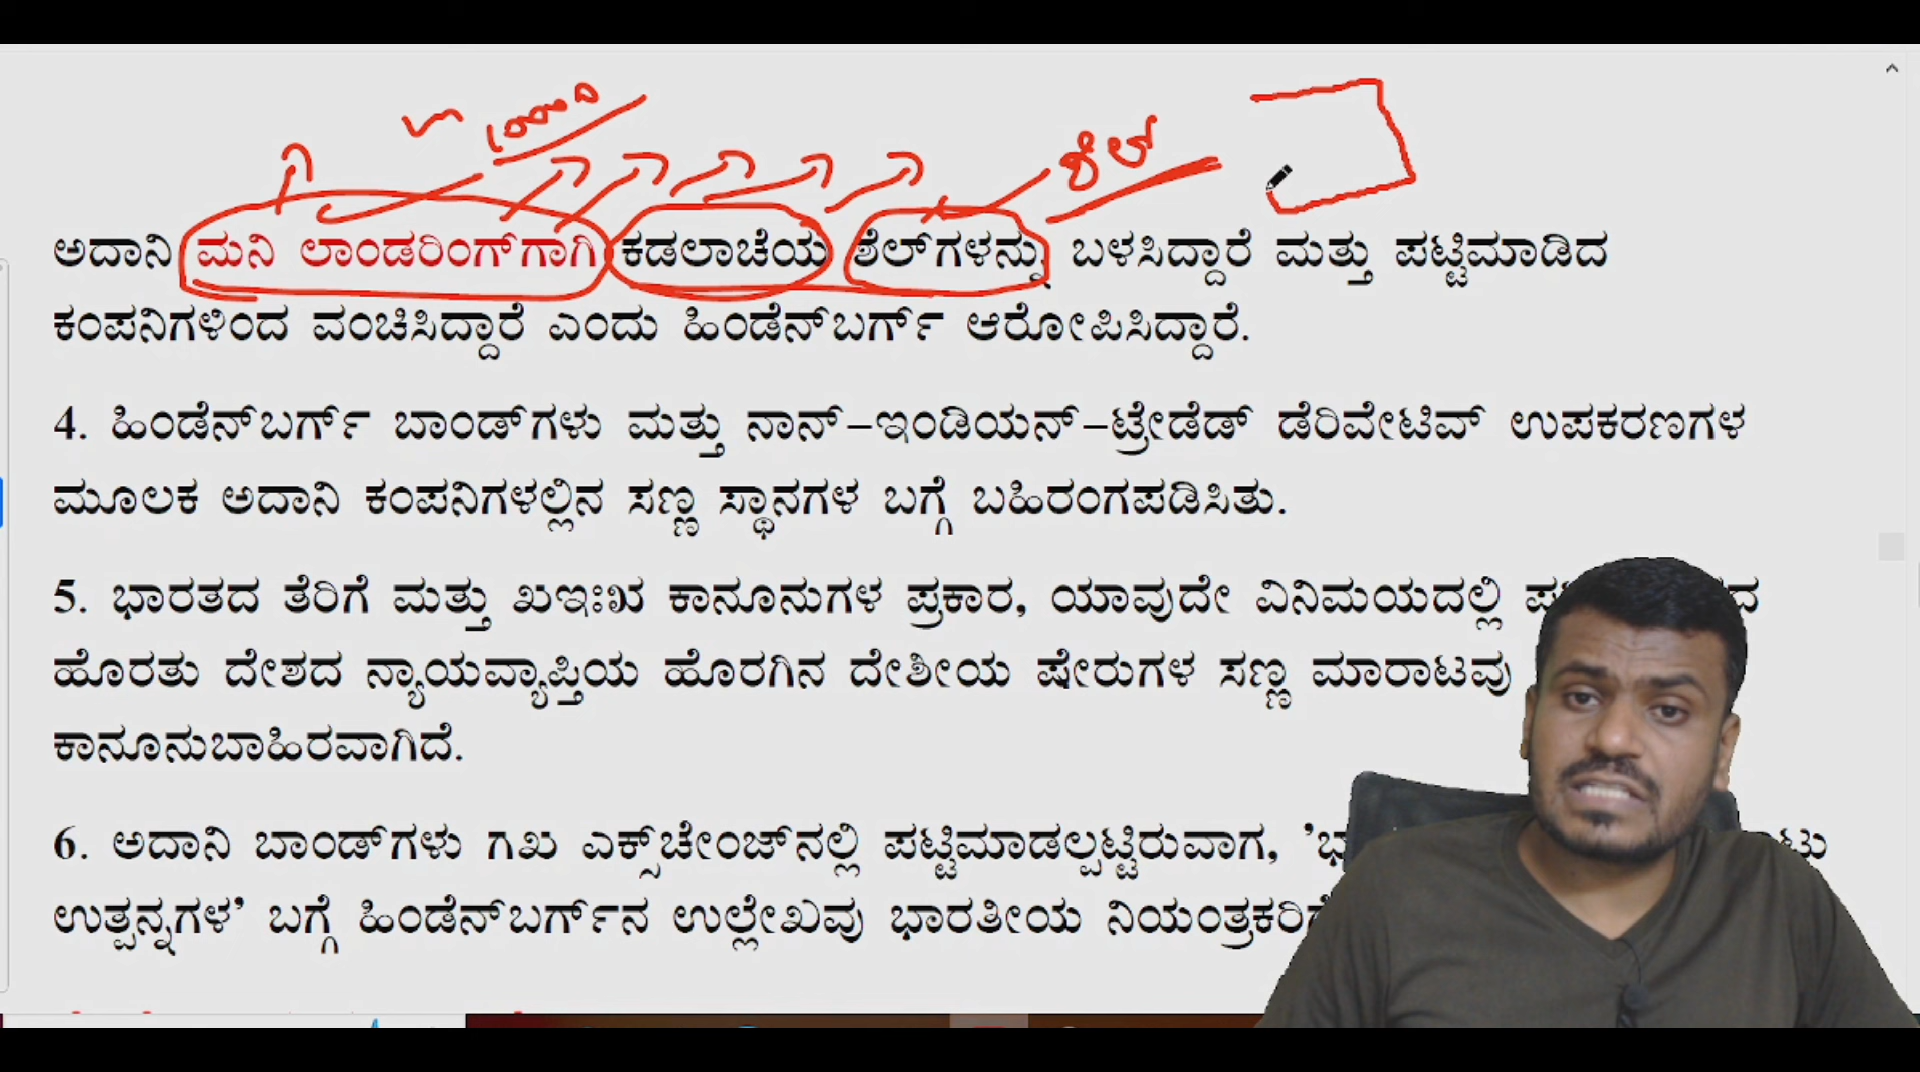 10000
ಶೆಲ್
ಅದಾನಿ ಮನಿ ಲಾಂಡರಿಂಗ್‌ಗಾಗಿ ಕಡಲಾಚೆಯ ಶೆಲ್‌ಗಳನ್ನು ಬಳಸಿದ್ದಾರೆ ಮತ್ತು ಪಟ್ಟಿಮಾಡಿದ
ಕಂಪನಿಗಳಿಂದ ವಂಚಿಸಿದ್ದಾರೆ ಎಂದು ಹಿಂಡೆನ್‌ಬರ್ಗ್ ಆರೋಪಿಸಿದ್ದಾರೆ.
4. ಹಿಂಡೆನ್‌ಬರ್ಗ್ ಬಾಂಡ್‌ಗಳು ಮತ್ತು ನಾನ್-ಇಂಡಿಯನ್-ಟ್ರೇಡೆಡ್ ಡೆರಿವೇಟಿವ್ ಉಪಕರಣಗಳ
ಮೂಲಕ ಅದಾನಿ ಕಂಪನಿಗಳಲ್ಲಿನ ಸಣ್ಣ ಸ್ಥಾನಗಳ ಬಗ್ಗೆ ಬಹಿರಂಗಪಡಿಸಿತು.
5. ಭಾರತದ ತೆರಿಗೆ ಮತ್ತು ಖಇಃಋ ಕಾನೂನುಗಳ ಪ್ರಕಾರ, ಯಾವುದೇ ವಿನಿಮಯದಲ್ಲಿ
ಹೊರತು ದೇಶದ ನ್ಯಾಯವ್ಯಾಪ್ತಿಯ ಹೊರಗಿನ ದೇಶೀಯ ಷೇರುಗಳ ಸಣ್ಣ ಮಾರಾಟವು
ಕಾನೂನುಬಾಹಿರವಾಗಿದೆ.
6. ಅದಾನಿ ಬಾಂಡ್‌ಗಳು ಗಖ ಎಕ್ಸ್‌ಚೇಂಜ್‌ನಲ್ಲಿ ಪಟ್ಟಿಮಾಡಲ್ಪಟ್ಟಿರುವಾಗ,
ಉತ್ಪನ್ನಗಳ' ಬಗ್ಗೆ ಹಿಂಡೆನ್‌ಬರ್ಗ್‌ನ ಉಲ್ಲೇಖವು ಭಾರತೀಯ